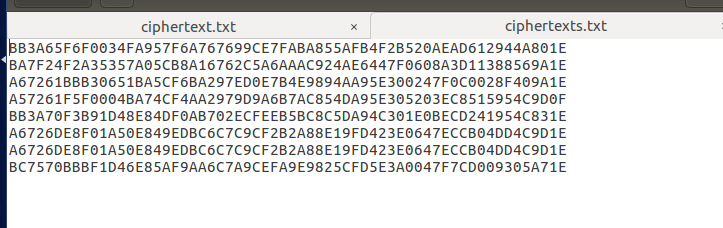 ciphertext.txt × ciphertexts.txt
BB3A65F6F0034FA957F6A767699CE7FABA855AFB4F2B520AEAD612944A801E
BA7F24F2A35357A05CB8A16762C5A6AAAC924AE6447F0608A3D11388569A1E
A67261BBB30651BA5CF6BA297ED0E7B4E9894AA95E300247F0C0028F409A1E
A57261F5F0004BA74CF4AA2979D9A6B7AC854DA95E305203EC8515954C9D0F
BB3A70F3B91D48E84DF0AB702ECFEEB5BC8C5DA94C301E0BECD241954C831E
A6726DE8F01A50E849EDBC6C7C9CF2B2A88E19FD423E0647ECCB04DD4C9D1E
A6726DE8F01A50E849EDBC6C7C9CF2B2A88E19FD423E0647ECCB04DD4C9D1E
BC7570BBBF1D46E85AF9AA6C7A9CEFA9E9825CFD5E3A0047F7CD009305A71E